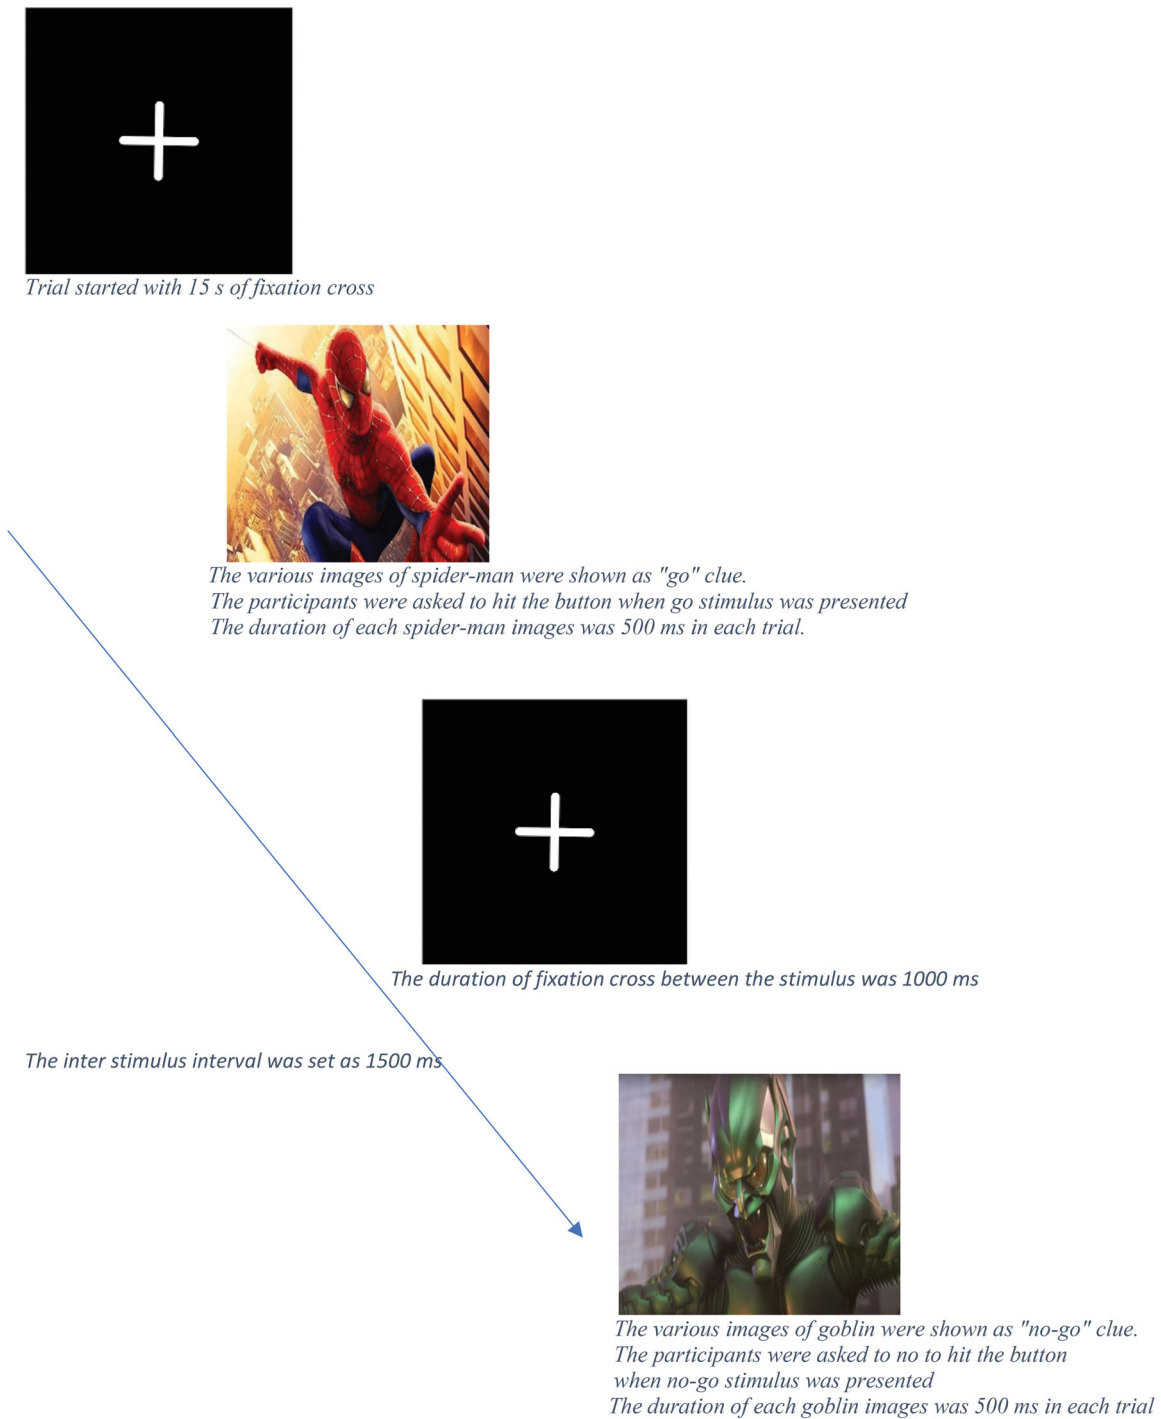 Trial started with 15 s of fixation cross
The various images of spider-man were shown as "go" clue.
The participants were asked to hit the button when go stimulus was presented
The duration of each spider-man images was 500 ms in each trial.
The duration of fixation cross between the stimulus was 1000 ms
The inter stimulus interval was set as 1500 ms
The various images of goblin were shown as "no-go" clue.
The participants were asked to no to hit the button
when no-go stimulus was presented
The duration of each goblin images was 500 ms in each trial